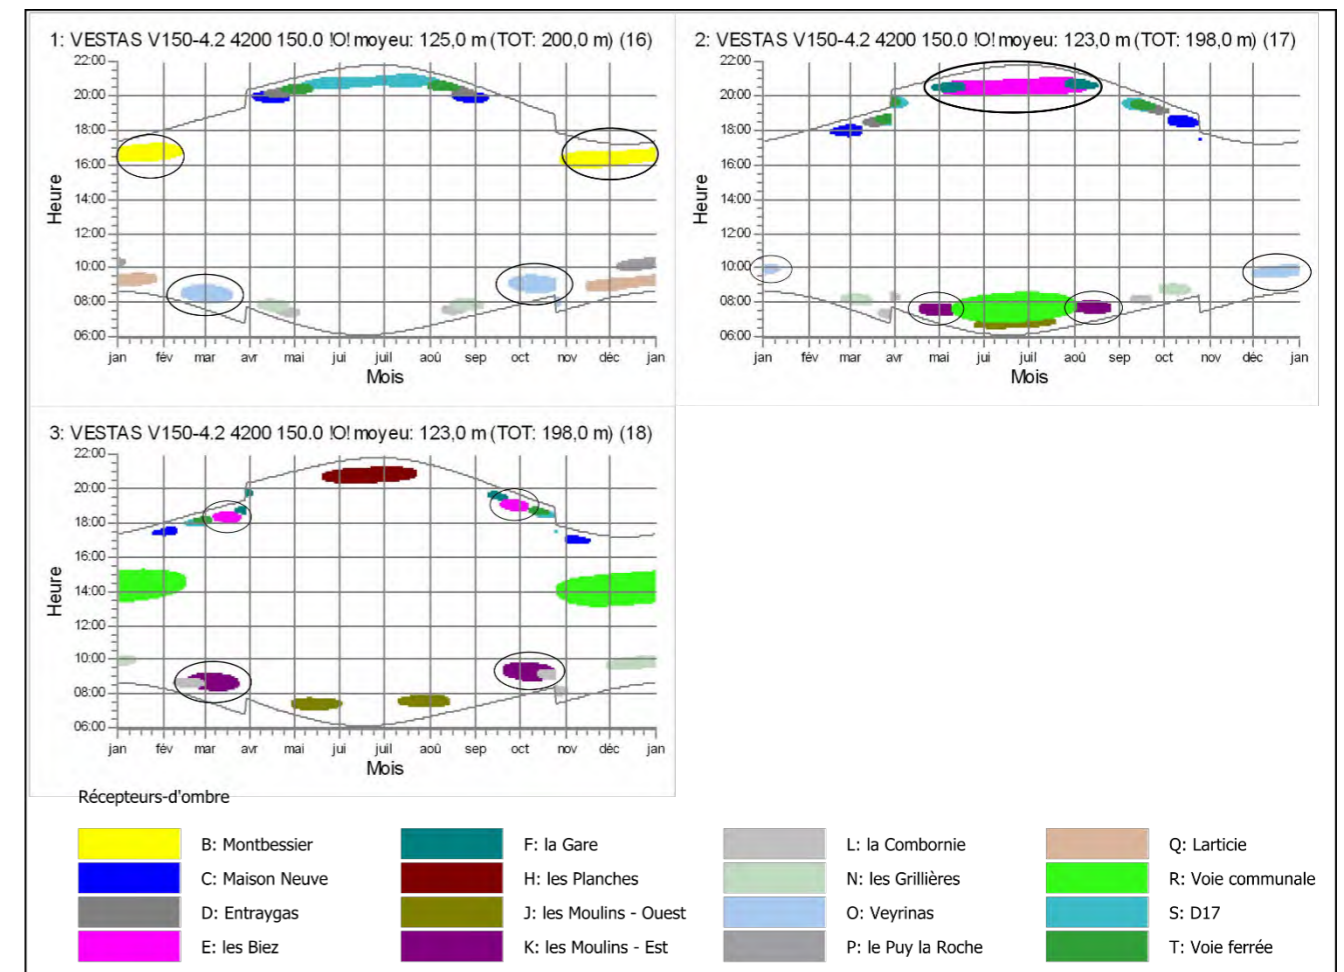 1: VESTAS V150-4.2 4200 150.0 !O! moyeu: 125,0 m (TOT: 200,0 m) (16)
22:00
20:00
18:00
16:00
14:00
12:00
10:00
08:00
06:00
Heure
jan fév mar avr mai jui juil aoû sep oct nov déc jan
Mois
2: VESTAS V150-4.2 4200 150.0 !O! moyeu: 123,0 m (TOT: 198,0 m) (17)
22:00
20:00
18:00
16:00
14:00
12:00
10:00
08:00
06:00
Heure
jan fév mar avr mai jui juil aoû sep oct nov déc jan
Mois
3: VESTAS V150-4.2 4200 150.0 !O! moyeu: 123,0 m (TOT: 198,0 m) (18)
22:00
20:00
18:00
16:00
14:00
12:00
10:00
08:00
06:00
Heure
jan fév mar avr mai jui juil aoû sep oct nov déc jan
Mois
Récepteurs-d'ombre
B: Montbessier
C: Maison Neuve
D: Entraygas
E: les Biez
F: la Gare
H: les Planches
J: les Moulins - Ouest
K: les Moulins - Est
L: la Combornie
N: les Grillières
O: Veyrinas
P: le Puy la Roche
Q: Larticie
R: Voie communale
S: D17
T: Voie ferrée